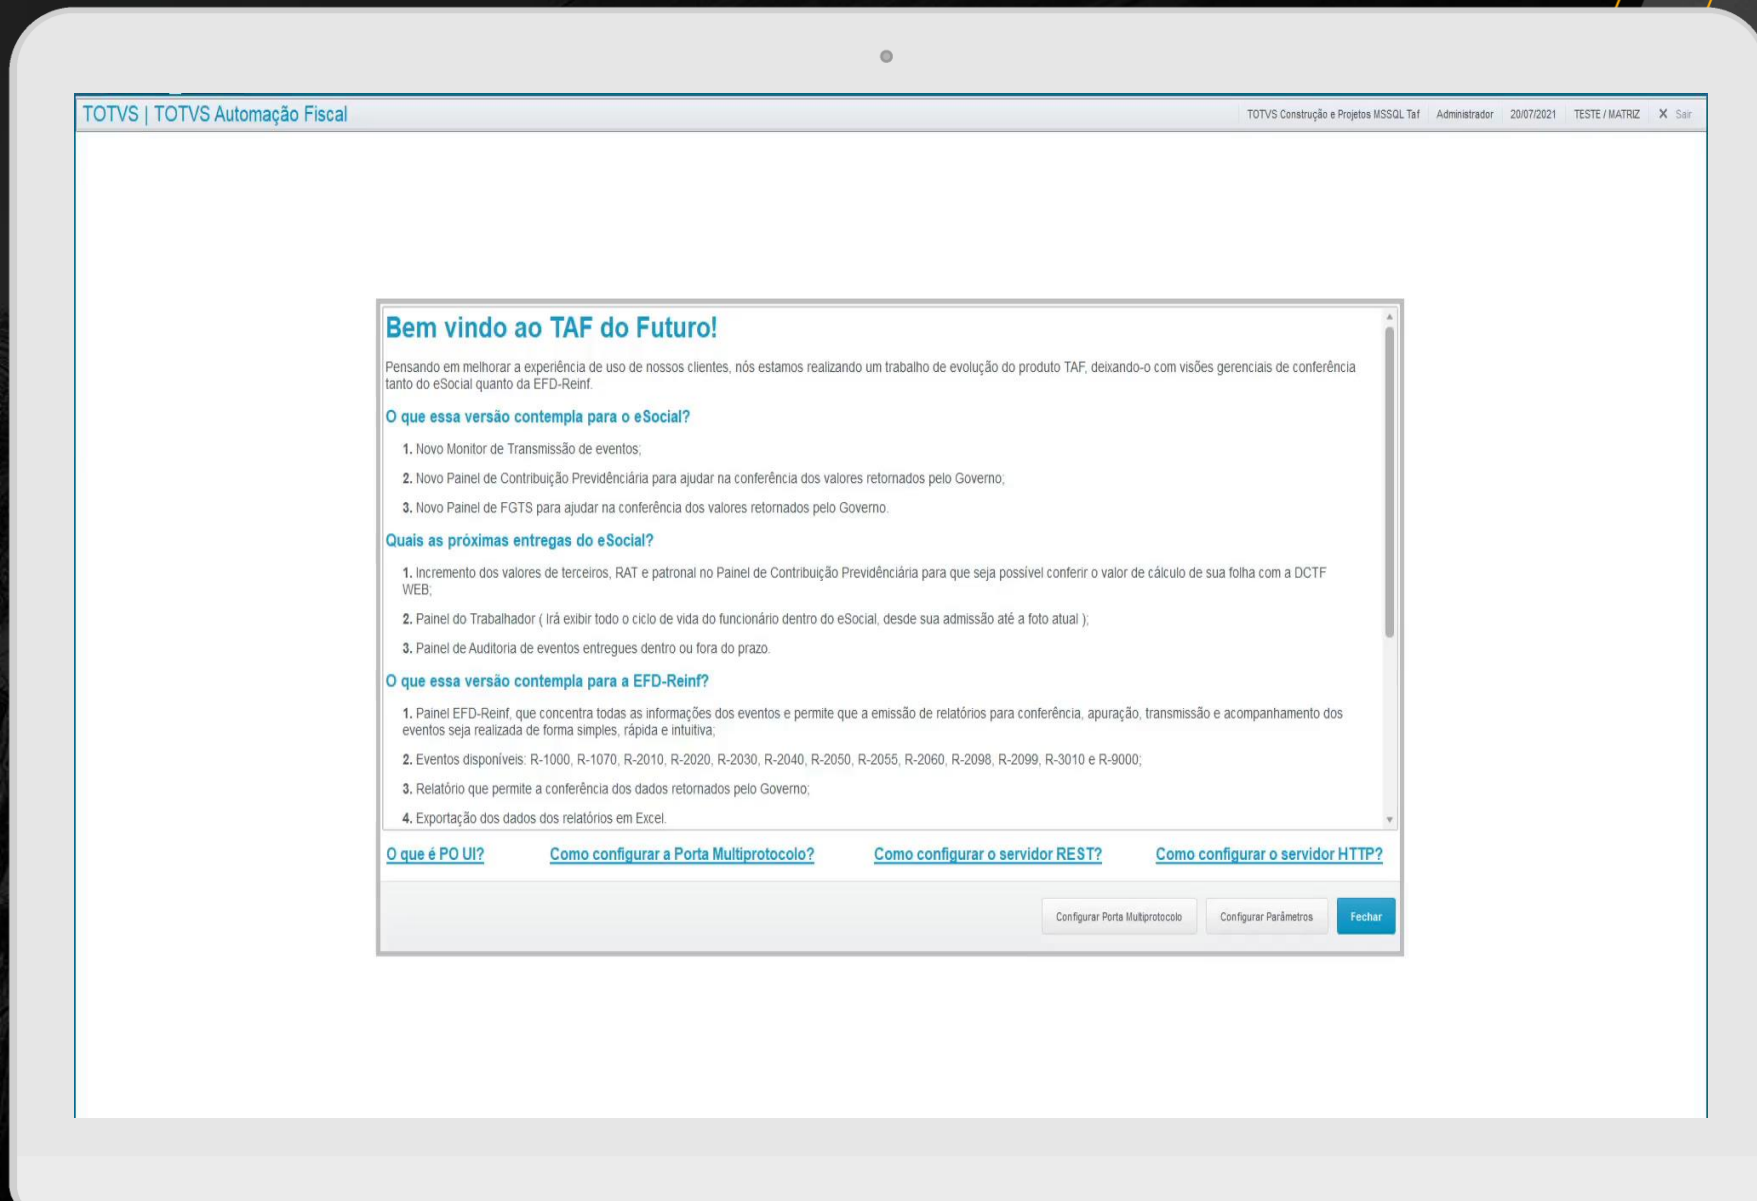 TOTVS | TOTVS Automação Fiscal
TOTVS Construção e Projetos MSSQL Taf Administrador 20/07/2021 TESTE / MATRIZ X Sair
Bem vindo ao TAF do Futuro!
Pensando em melhorar a experiência de uso de nossos clientes, nós estamos realizando um trabalho de evolução do produto TAF, deixando-o com visões gerenciais de conferência
tanto do eSocial quanto da EFD-Reinf.
O que essa versão contempla para o eSocial?
1. Novo Monitor de Transmissão de eventos;
2. Novo Painel de Contribuição Previdênciária para ajudar na conferência dos valores retornados pelo Governo;
3. Novo Painel de FGTS para ajudar na conferência dos valores retornados pelo Governo.
Quais as próximas entregas do eSocial?
1. Incremento dos valores de terceiros, RAT e patronal no Painel de Contribuição Previdênciária para que seja possível conferir o valor de cálculo de sua folha com a DCTF
WEB;
2. Painel do Trabalhador ( Irá exibir todo o ciclo de vida do funcionário dentro do eSocial, desde sua admissão até a foto atual );
3. Painel de Auditoria de eventos entregues dentro ou fora do prazo.
O que essa versão contempla para a EFD-Reinf?
1. Painel EFD-Reinf, que concentra todas as informações dos eventos e permite que a emissão de relatórios para conferência, apuração, transmissão e acompanhamento dos
eventos seja realizada de forma simples, rápida e intuitiva;
2. Eventos disponíveis: R-1000, R-1070, R-2010, R-2020, R-2030, R-2040, R-2050, R-2055, R-2060, R-2098, R-2099, R-3010 e R-9000;
3. Relatório que permite a conferência dos dados retornados pelo Governo;
4. Exportação dos dados dos relatórios em Excel.
O que é PO UI? Como configurar a Porta Multiprotocolo? Como configurar o servidor REST? Como configurar o servidor HTTP?
Configurar Porta Multiprotocolo Configurar Parâmetros Fechar